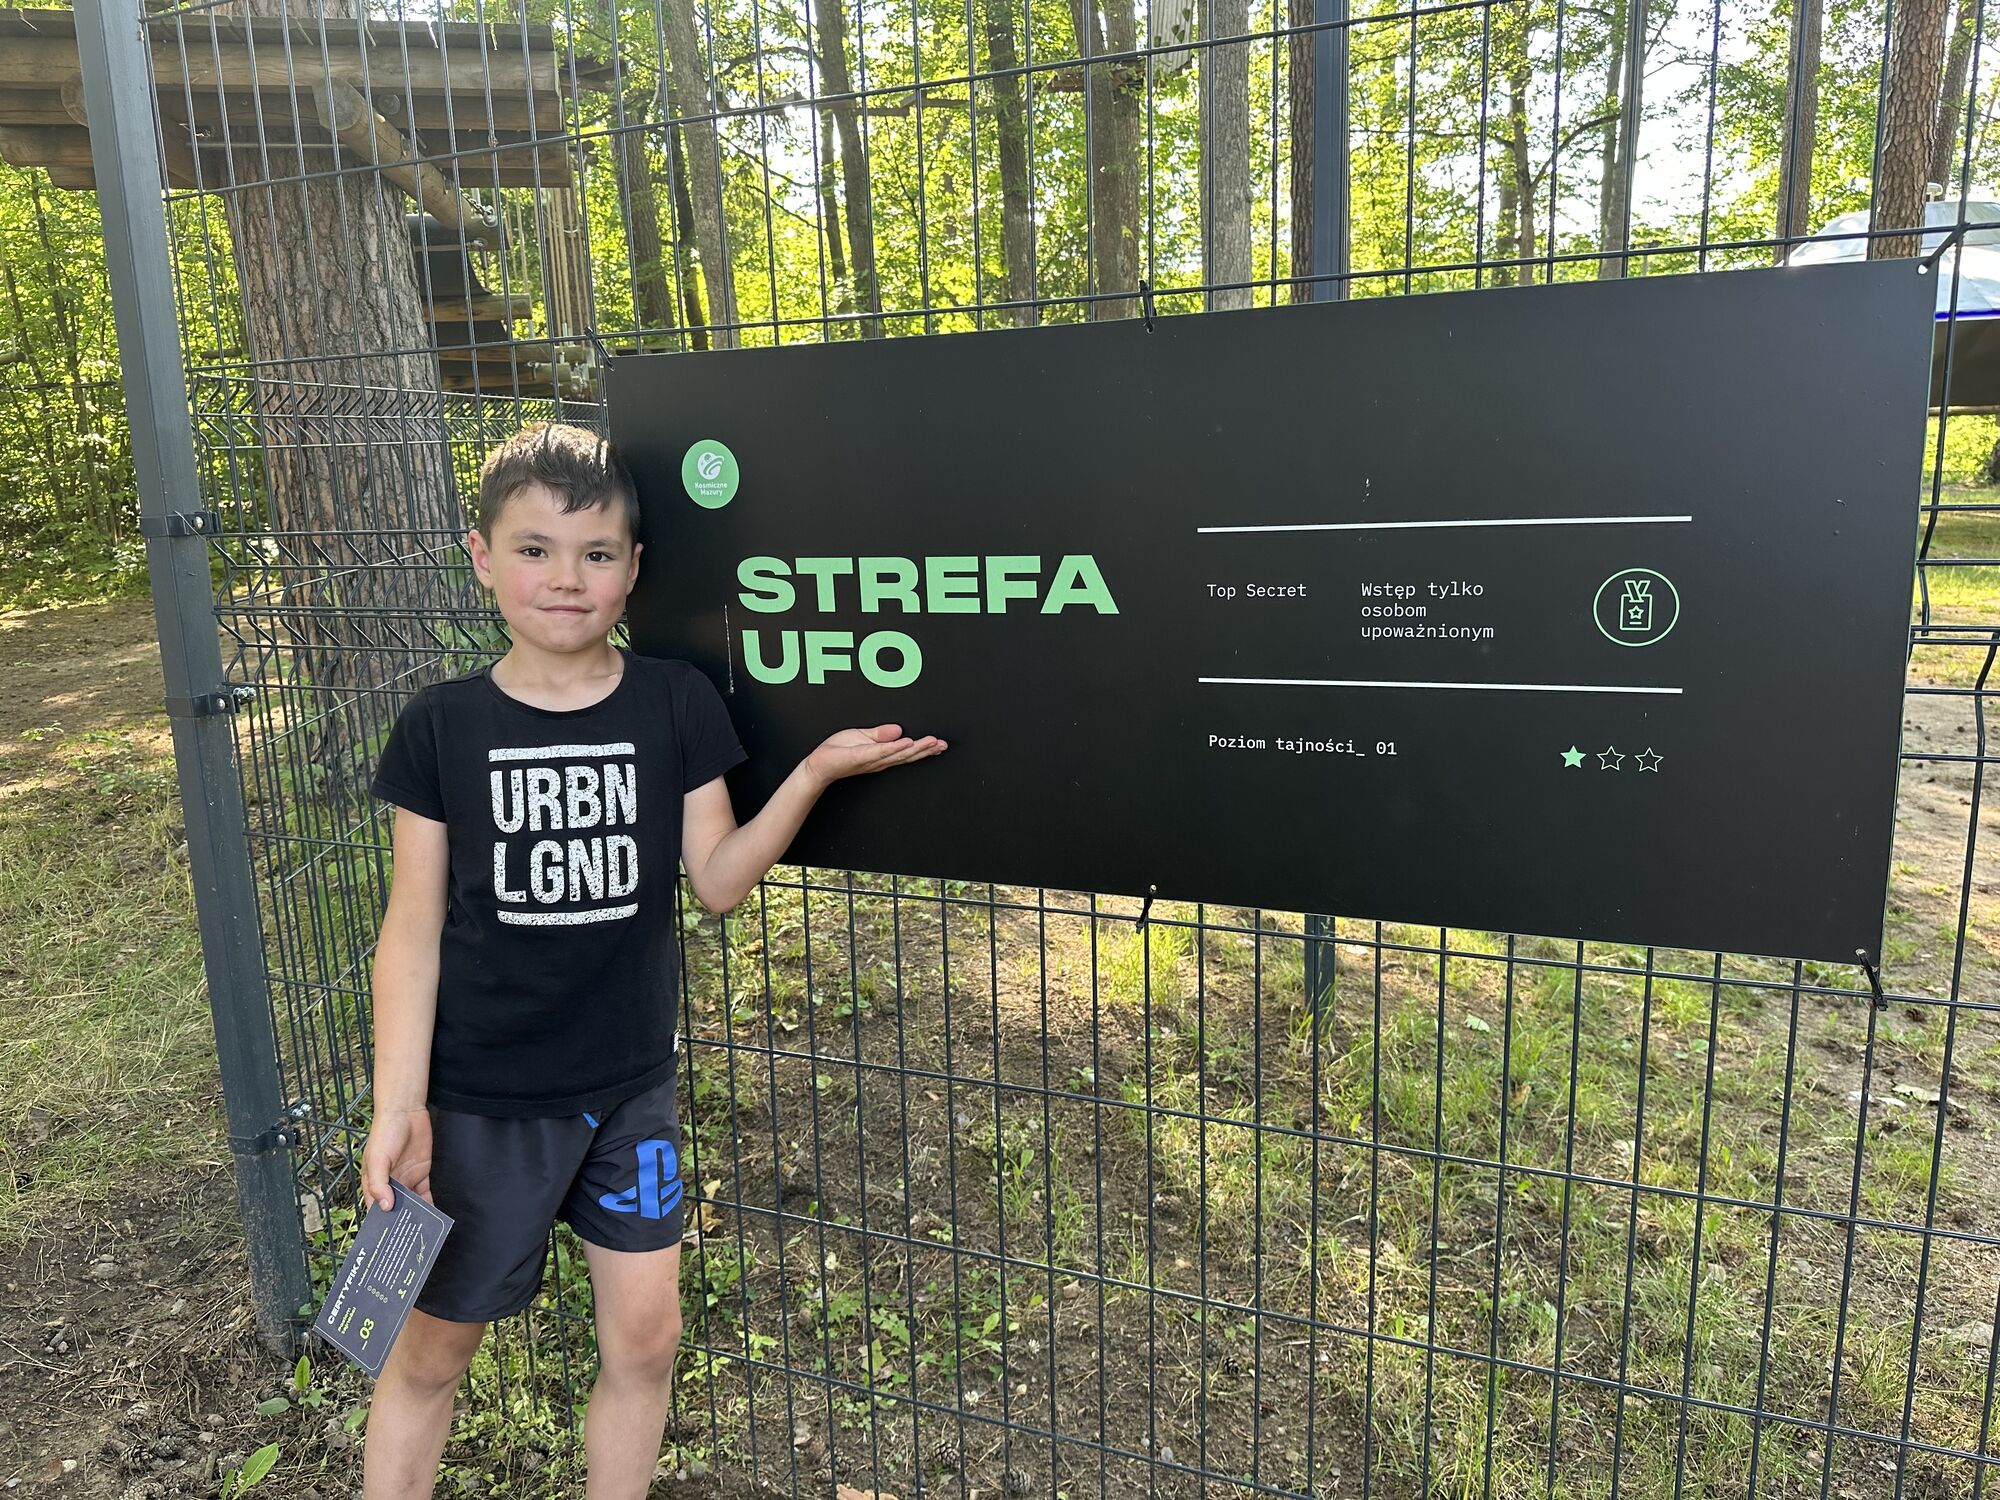 Kosmiczne
Mazury
STREFA
UFO
Top Secret
Wstęp tylko
osobom
upoważnionym
Poziom tajności_ 01
URBN
LGND
CERTYFIKAT
03